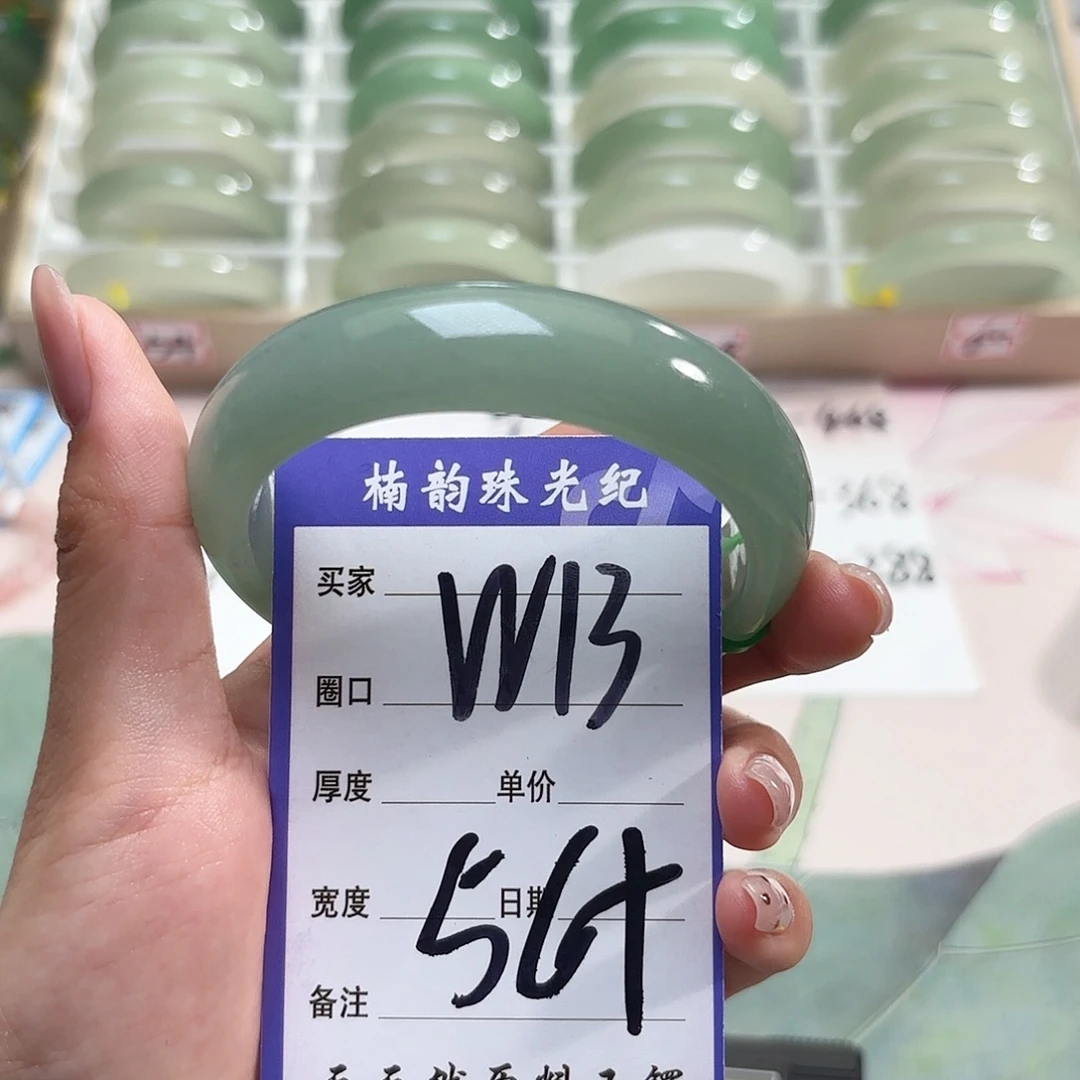 楠韵珠光纪
买家
W13
圈口
厚度 单价
宽度 日期
56+
备注